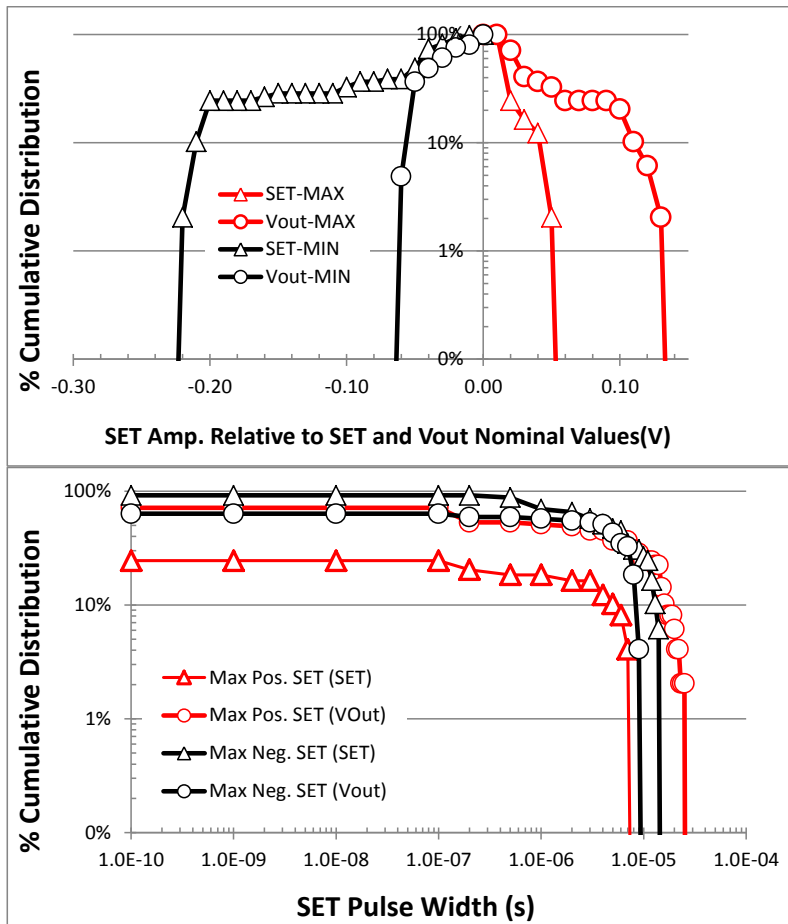 100%
10%
1%
0%
% Cumulative Distribution
SET-MAX
Vout-MAX
SET-MIN
Vout-MIN
-0.30
-0.20
-0.10
0.00
0.10
SET Amp. Relative to SET and Vout Nominal Values(V)
100%
10%
1%
0%
% Cumulative Distribution
Max Pos. SET (SET)
Max Pos. SET (VOut)
Max Neg. SET (SET)
Max Neg. SET (Vout)
1.0E-10
1.0E-09
1.0E-08
1.0E-07
1.0E-06
1.0E-05
1.0E-04
SET Pulse Width (s)